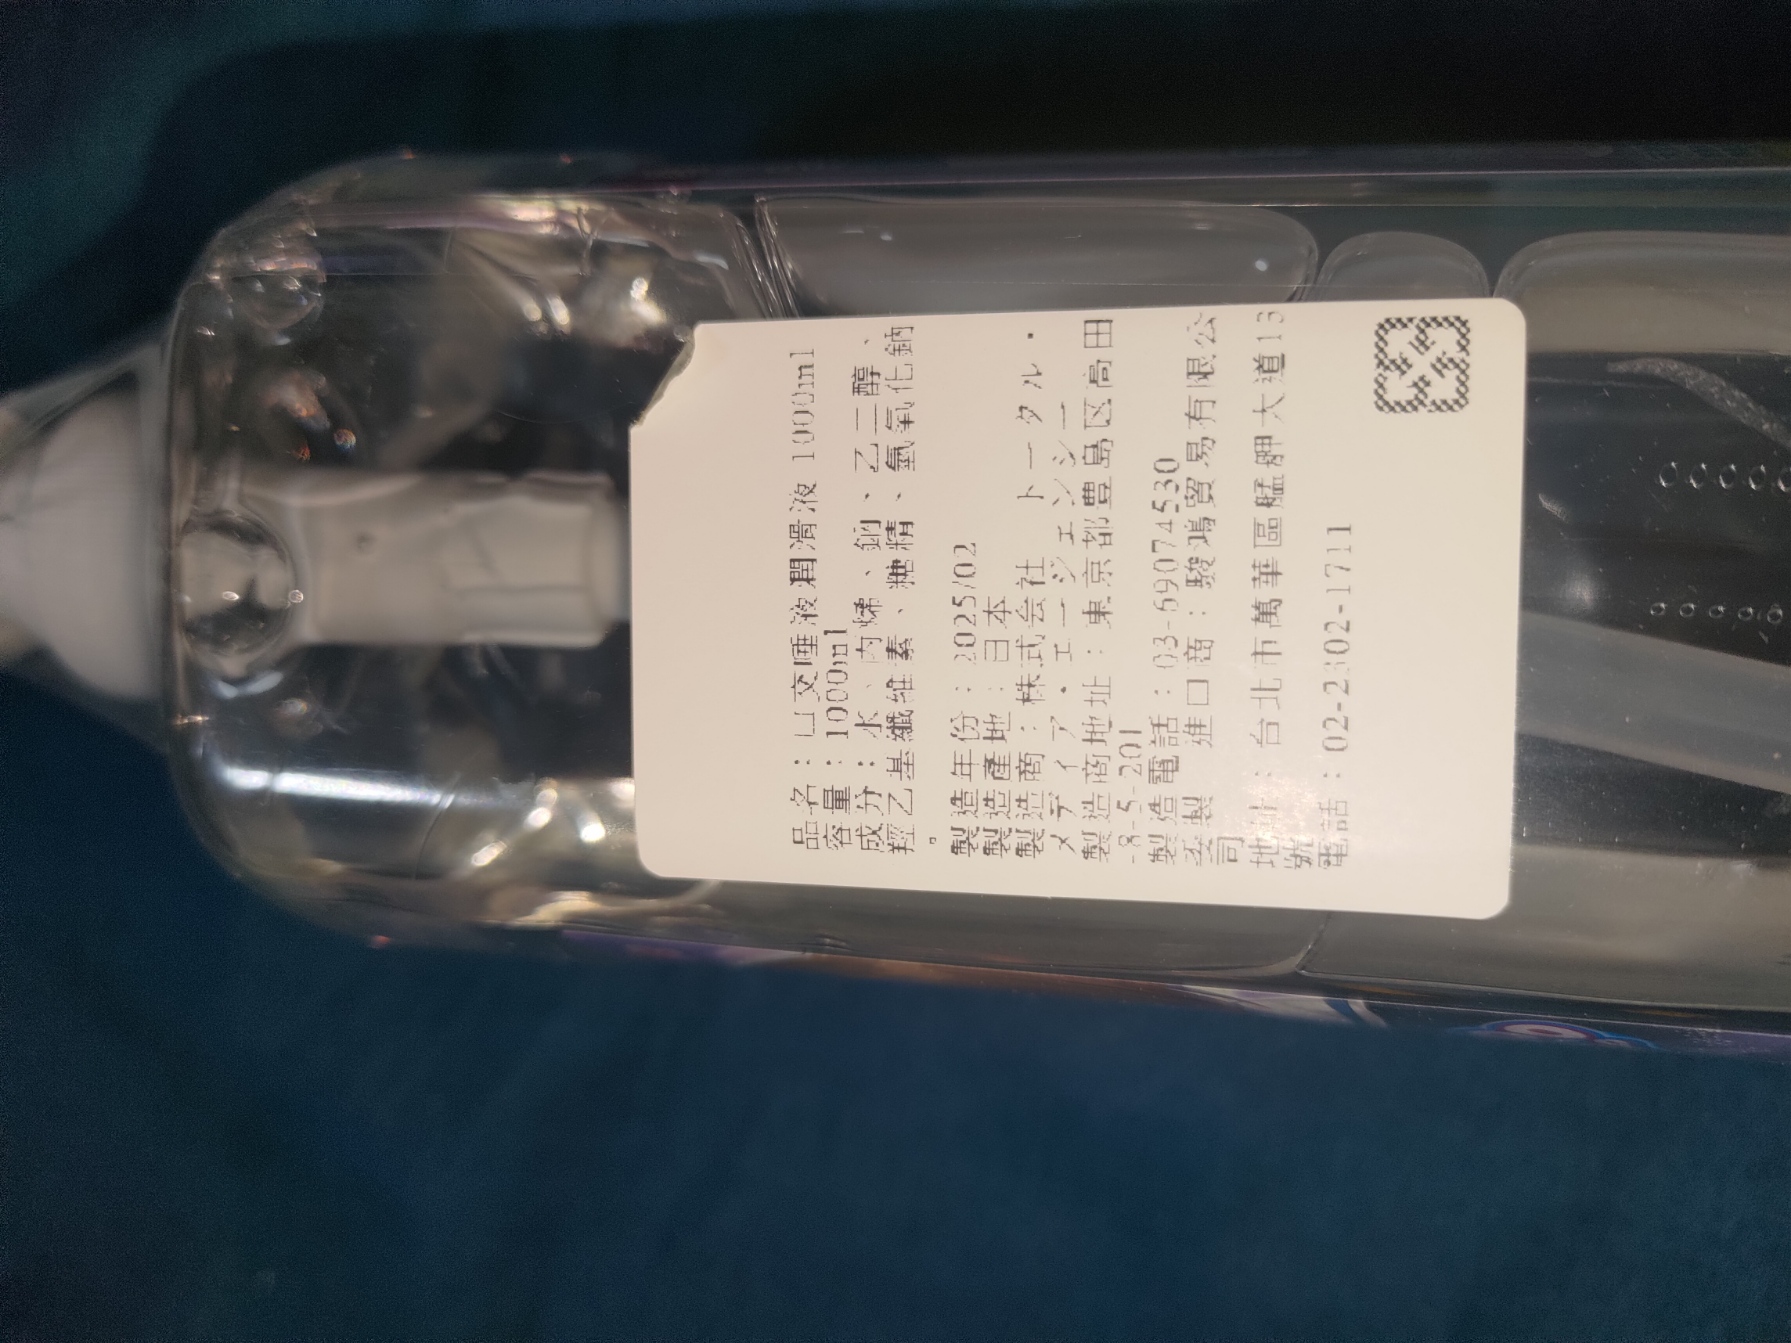 品名：口交唾液潤滑液 1000ml
容量：1000ml
成分：水、丙烯、鈉、乙二醇、
羥乙基纖維素、糖精、氫氧化鈉
。
製造年份：2025/02
製造產地：日本
製造商：株式会社 トータル・
メディア・エージェンシー
製造商地址：東京都豊島区高田
-3-5-201
製造電話：03-69074530
委製 進口商：駿鴻貿易有限公
司
地址：台北市萬華區艋舺大道13
號
電話：02-2302-1711